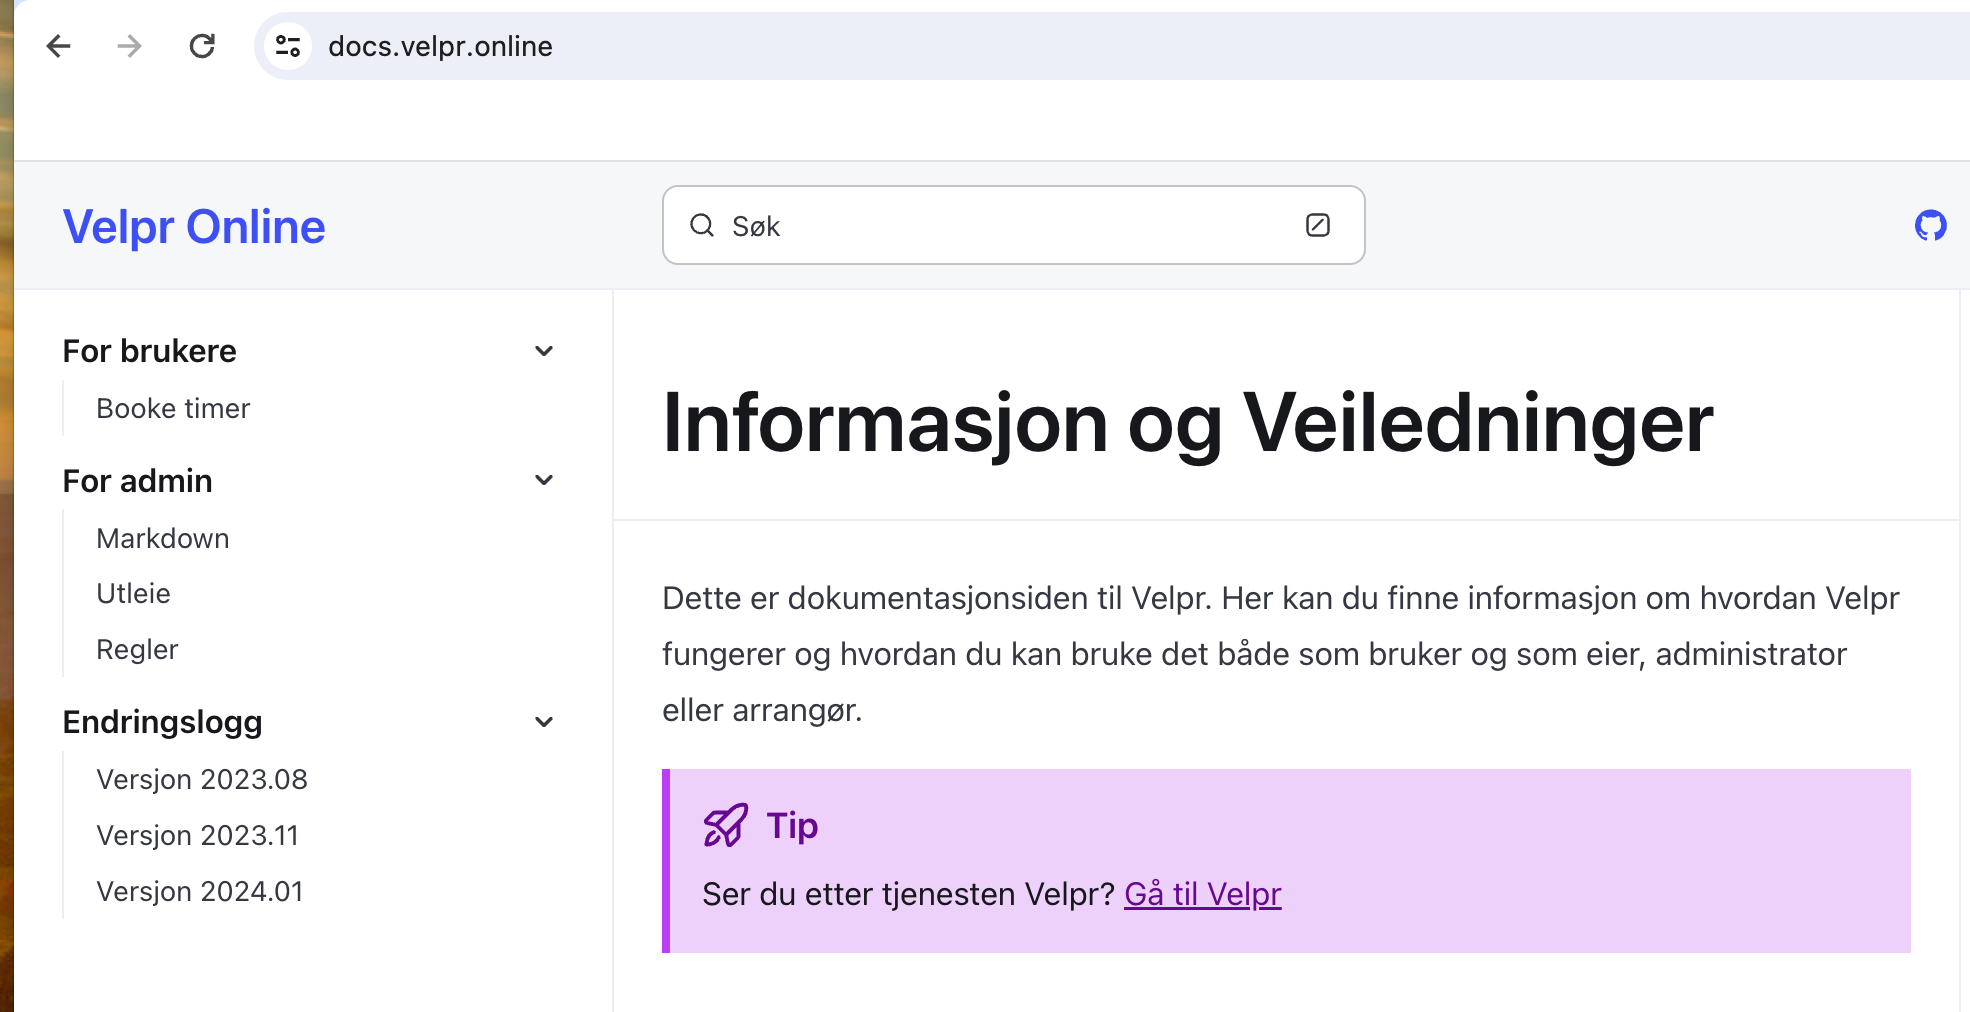 docs.velpr.online
Velpr Online
Søk
For brukere
Booke timer
For admin
Markdown
Utleie
Regler
Endringslogg
Versjon 2023.08
Versjon 2023.11
Versjon 2024.01
Informasjon og Veiledninger
Dette er dokumentasjonsiden til Velpr. Her kan du finne informasjon om hvordan Velpr
fungerer og hvordan du kan bruke det både som bruker og som eier, administrator
eller arrangør.
Tip
Ser du etter tjenesten Velpr? Gå til Velpr